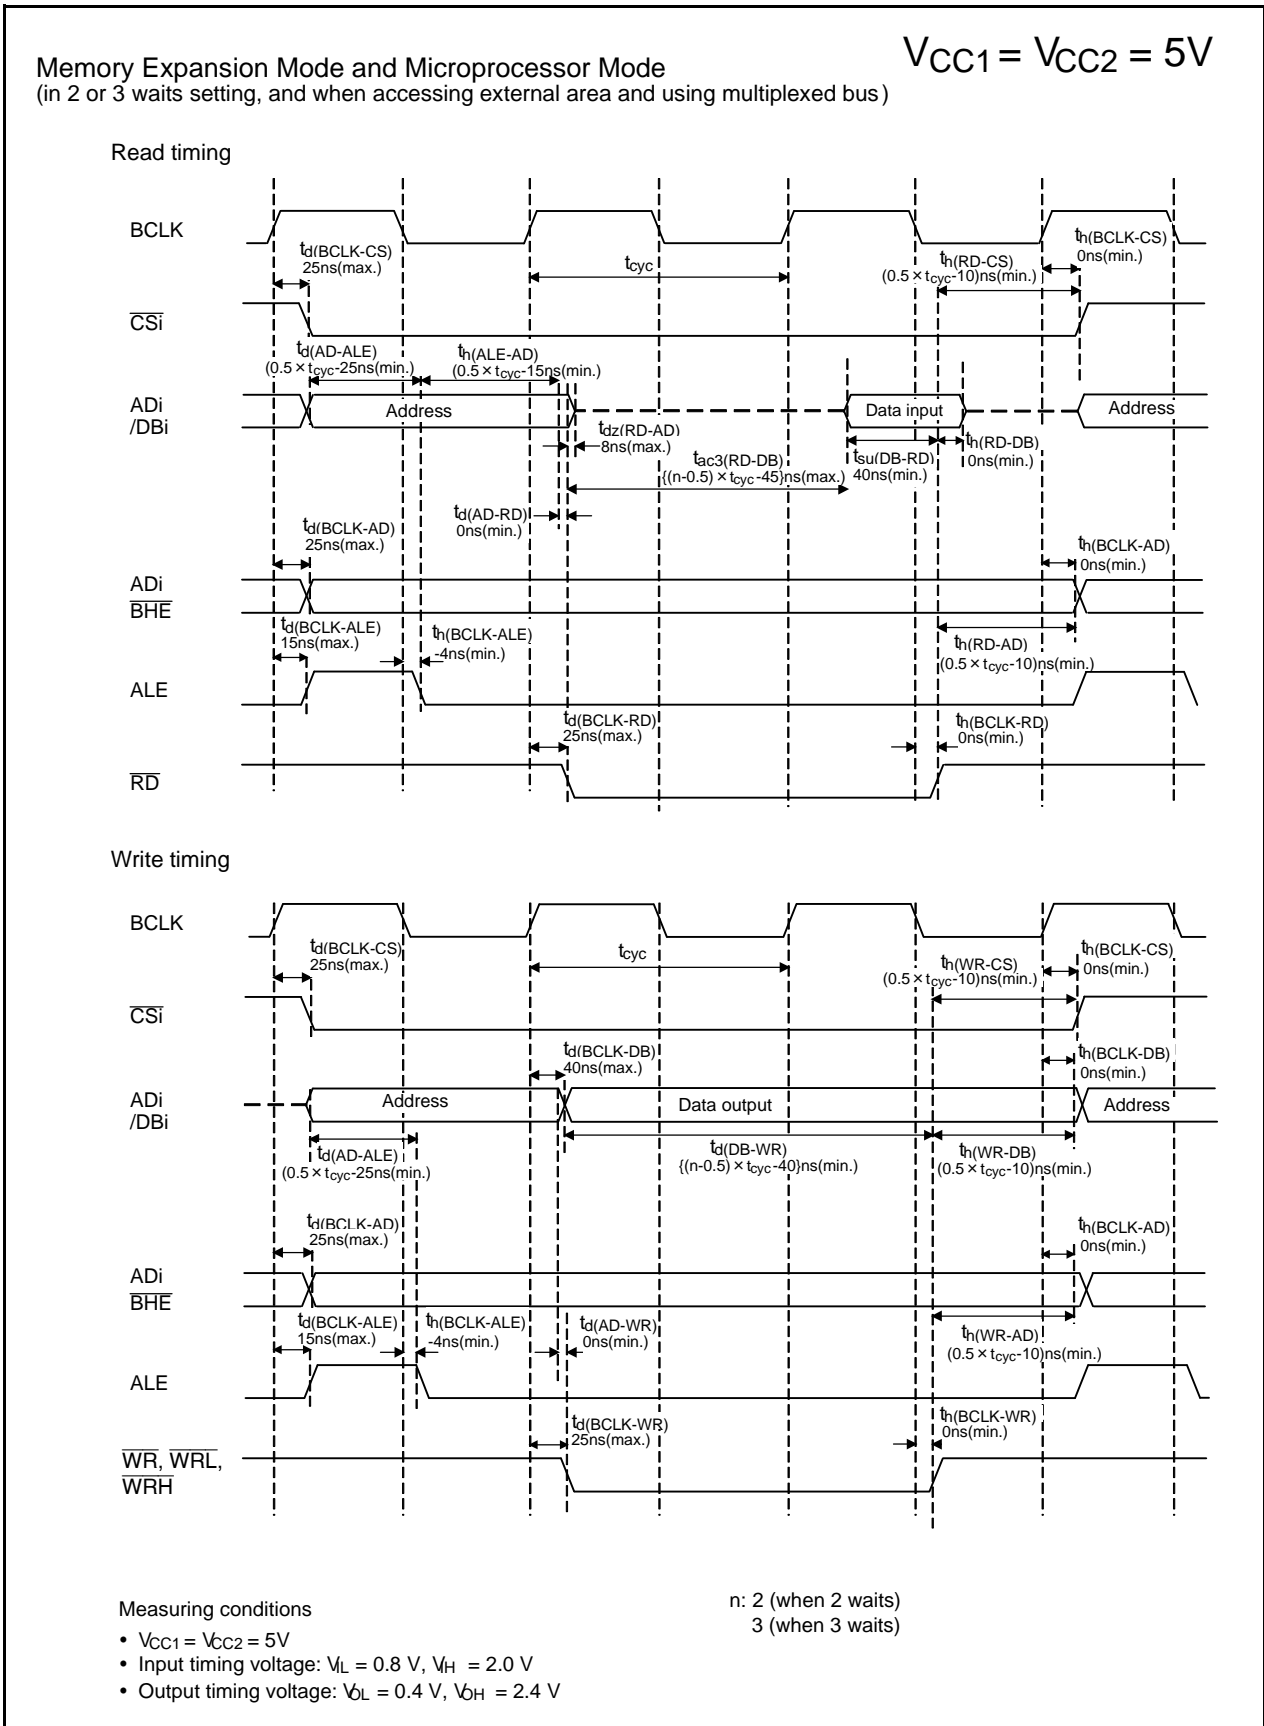 VCC1 = VCC2 = 5V
Memory Expansion Mode and Microprocessor Mode
(in 2 or 3 waits setting, and when accessing external area and using multiplexed bus)
Read timing
BCLK
td(BCLK-CS)
25ns(max.)
tcyc
th(RD-CS)
(0.5 × tcyc-10)ns(min.)
th(BCLK-CS)
0ns(min.)
CSi
td(AD-ALE)
(0.5 × tcyc-25ns(min.)
th(ALE-AD)
(0.5 × tcyc-15ns(min.)
ADi
/DBi
Address
Data input
Address
tdz(RD-AD)
8ns(max.)
tac3(RD-DB)
{(n-0.5) × tcyc-45}ns(max.)
tsu(DB-RD)
40ns(min.)
th(RD-DB)
0ns(min.)
td(AD-RD)
0ns(min.)
td(BCLK-AD)
25ns(max.)
th(BCLK-AD)
0ns(min.)
ADi
BHE
td(BCLK-ALE)
15ns(max.)
th(BCLK-ALE)
-4ns(min.)
th(RD-AD)
(0.5 × tcyc-10)ns(min.)
ALE
td(BCLK-RD)
25ns(max.)
th(BCLK-RD)
0ns(min.)
RD
Write timing
BCLK
td(BCLK-CS)
25ns(max.)
tcyc
th(WR-CS)
(0.5 × tcyc-10)ns(min.)
th(BCLK-CS)
0ns(min.)
CSi
td(BCLK-DB)
40ns(max.)
th(BCLK-DB)
0ns(min.)
ADi
/DBi
Address
Data output
Address
td(AD-ALE)
(0.5 × tcyc-25ns(min.)
td(DB-WR)
{(n-0.5) × tcyc-40}ns(min.)
th(WR-DB)
(0.5 × tcyc-10)ns(min.)
td(BCLK-AD)
25ns(max.)
th(BCLK-AD)
0ns(min.)
ADi
BHE
td(BCLK-ALE)
15ns(max.)
th(BCLK-ALE)
-4ns(min.)
td(AD-WR)
0ns(min.)
th(WR-AD)
(0.5 × tcyc-10)ns(min.)
ALE
td(BCLK-WR)
25ns(max.)
th(BCLK-WR)
0ns(min.)
WR, WRL,
WRH
Measuring conditions
• VCC1 = VCC2 = 5V
• Input timing voltage: VIL = 0.8 V, VIH = 2.0 V
• Output timing voltage: VOL = 0.4 V, VOH = 2.4 V
n: 2 (when 2 waits)
3 (when 3 waits)